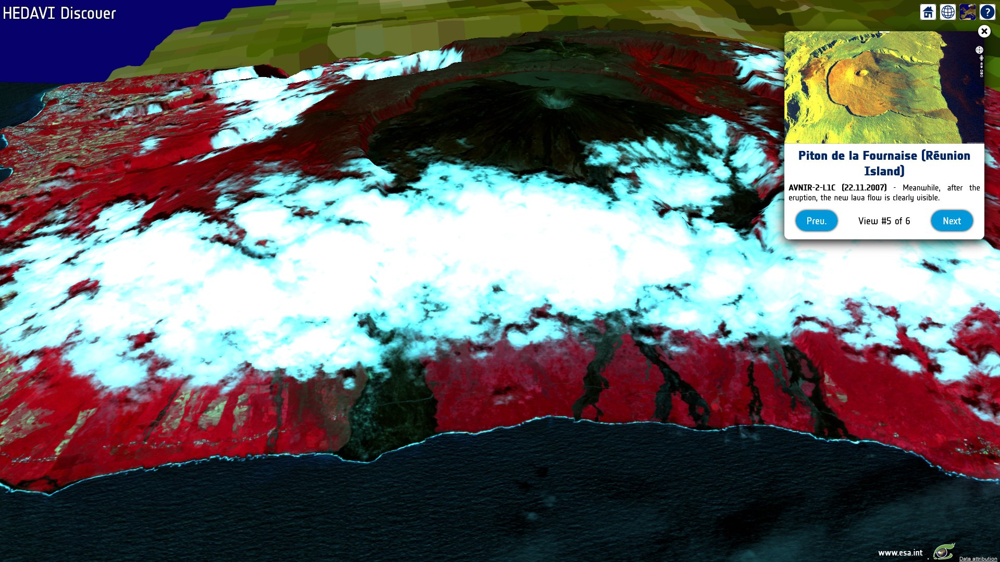 HEDAVI Discover
?
Piton de la Fournaise (Réunion
Island)
AVNIR-2-L1C (22.11.2007) - Meanwhile, after the
eruption, the new lava flow is clearly visible.
Prev.
View #5 of 6
Next
www.esa.int
Data attribution